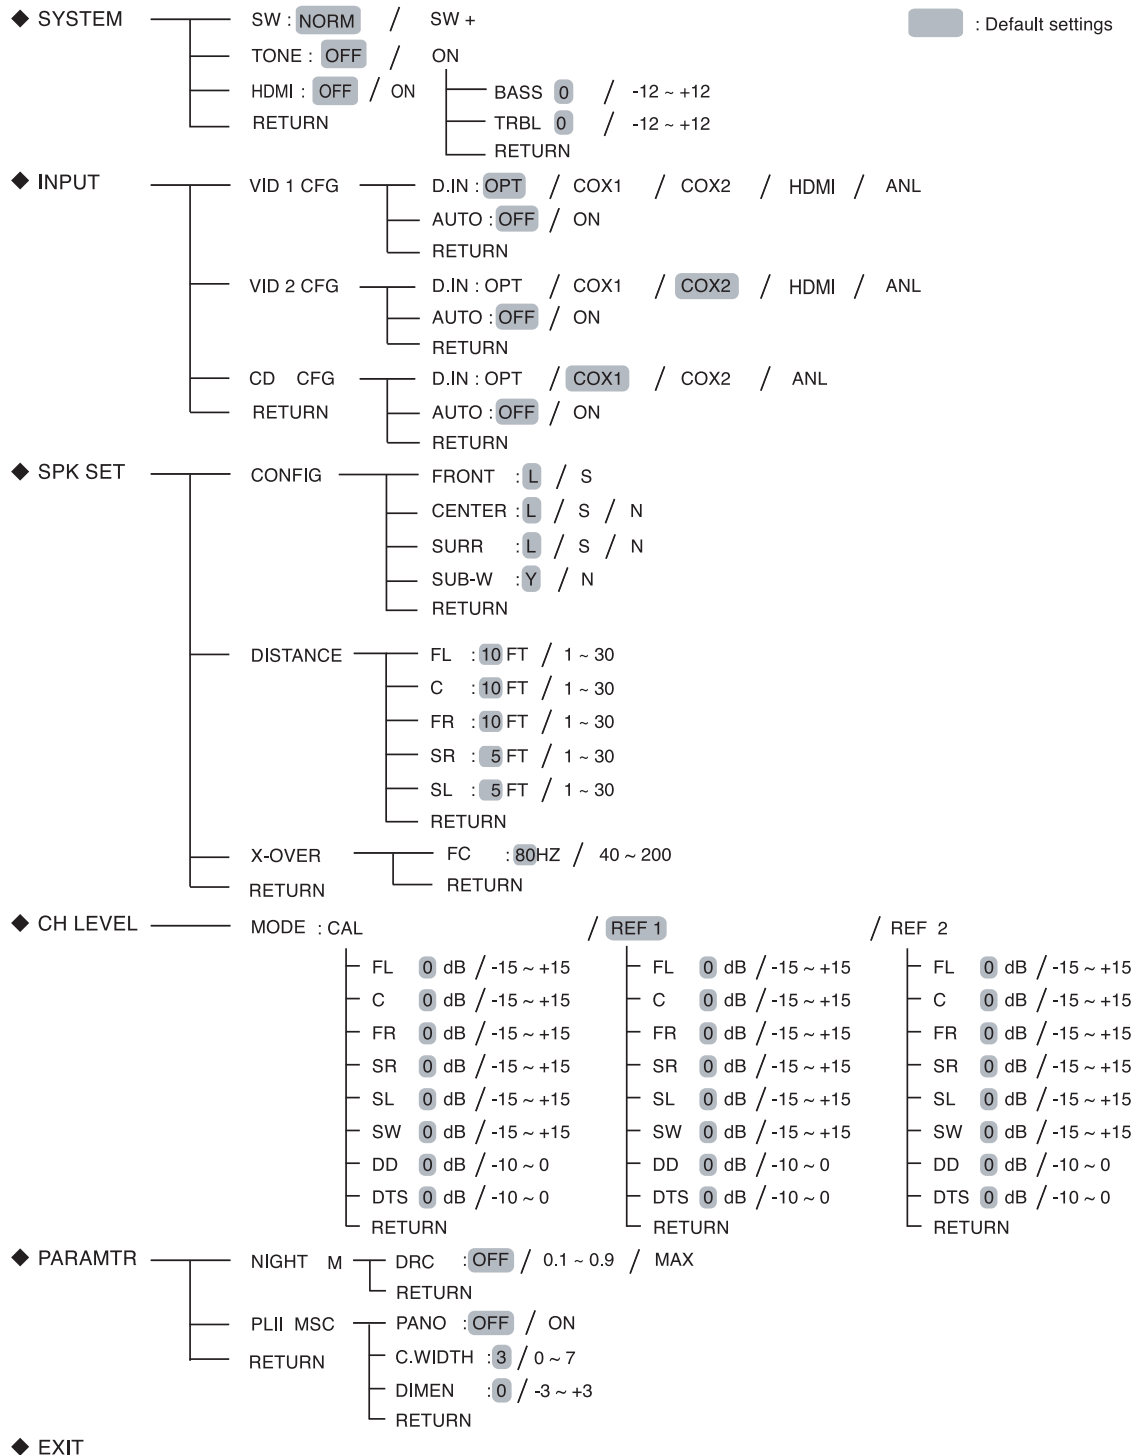 ◆ SYSTEM SW : NORM / SW + : Default settings
TONE : OFF / ON
HDMI : OFF / ON BASS 0 / -12 ~ +12
RETURN TRBL 0 / -12 ~ +12
RETURN
◆ INPUT VID 1 CFG D.IN : OPT / COX1 / COX2 / HDMI / ANL
AUTO : OFF / ON
RETURN
VID 2 CFG D.IN : OPT / COX1 / COX2 / HDMI / ANL
AUTO : OFF / ON
RETURN
CD CFG D.IN : OPT / COX1 / COX2 / ANL
RETURN AUTO : OFF / ON
RETURN
◆ SPK SET CONFIG FRONT : L / S
CENTER : L / S / N
SURR : L / S / N
SUB-W : Y / N
RETURN
DISTANCE FL : 10 FT / 1 ~ 30
C : 10 FT / 1 ~ 30
FR : 10 FT / 1 ~ 30
SR : 5 FT / 1 ~ 30
SL : 5 FT / 1 ~ 30
RETURN
X-OVER FC : 80HZ / 40 ~ 200
RETURN RETURN
◆ CH LEVEL MODE : CAL / REF 1 / REF 2
FL 0 dB / -15 ~ +15 FL 0 dB / -15 ~ +15 FL 0 dB / -15 ~ +15
C 0 dB / -15 ~ +15 C 0 dB / -15 ~ +15 C 0 dB / -15 ~ +15
FR 0 dB / -15 ~ +15 FR 0 dB / -15 ~ +15 FR 0 dB / -15 ~ +15
SR 0 dB / -15 ~ +15 SR 0 dB / -15 ~ +15 SR 0 dB / -15 ~ +15
SL 0 dB / -15 ~ +15 SL 0 dB / -15 ~ +15 SL 0 dB / -15 ~ +15
SW 0 dB / -15 ~ +15 SW 0 dB / -15 ~ +15 SW 0 dB / -15 ~ +15
DD 0 dB / -10 ~ 0 DD 0 dB / -10 ~ 0 DD 0 dB / -10 ~ 0
DTS 0 dB / -10 ~ 0 DTS 0 dB / -10 ~ 0 DTS 0 dB / -10 ~ 0
RETURN RETURN RETURN
◆ PARAMTR NIGHT M DRC : OFF / 0.1 ~ 0.9 / MAX
RETURN
PLII MSC PANO : OFF / ON
RETURN C.WIDTH : 3 / 0 ~ 7
DIMEN : 0 / -3 ~ +3
RETURN
◆ EXIT